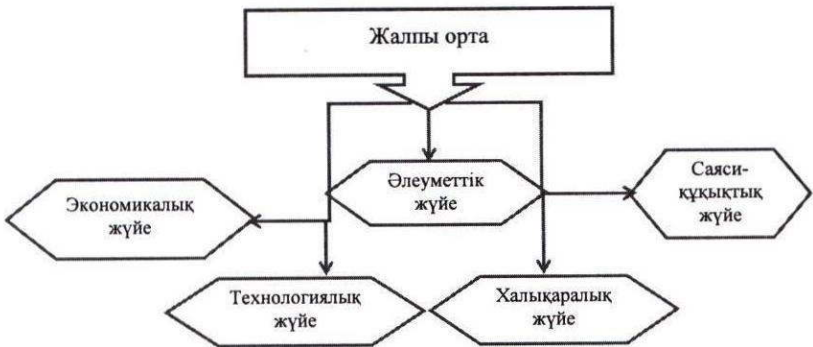 Жалпы орта
Әлеуметтік
жүйе
Саяси-
құқықтық
жүйе
Экономикалық
жүйе
Технологиялық
жүйе
Халықаралық
жүйе